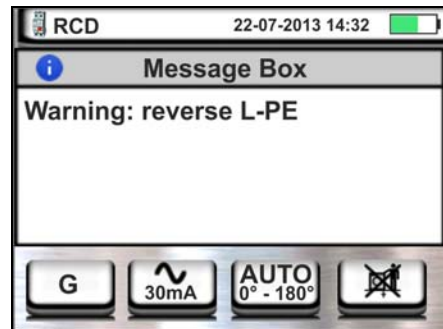 RCD 22-07-2013 14:32
Message Box
Warning: reverse L-PE
G
30mA
AUTO
0° - 180°